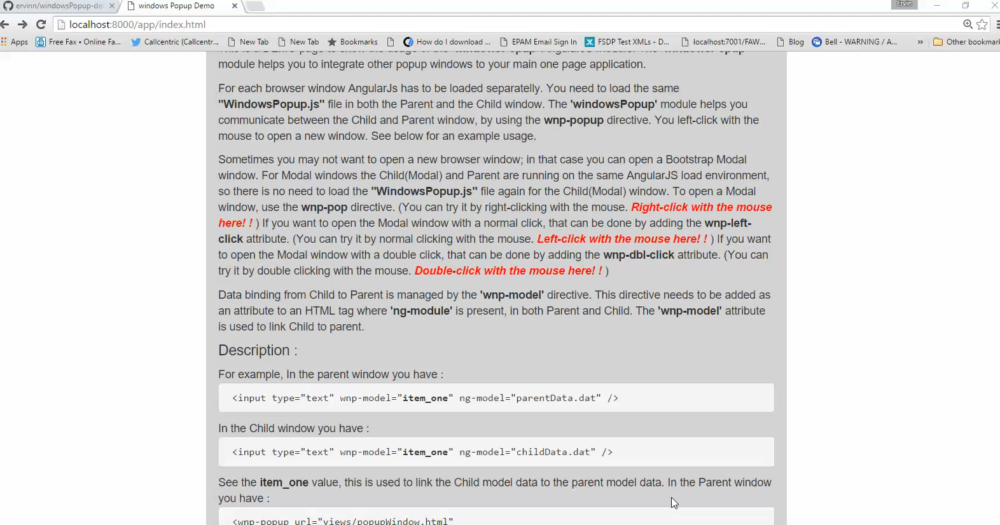 ervinn/windowsPopup-de
windows Popup Demo
Ervin
localhost:8000/app/index.html
Apps
Free Fax • Online Fa...
Callcentric (Callcentr...
New Tab
New Tab
Bookmarks
How do I download ...
EPAM Email Sign In
FSDP Test XMLs - D...
localhost:7001/FAW...
Blog
Bell - WARNING / A...
»
Other bookmar
module helps you to integrate other popup windows to your main one page application.
For each browser window AngularJs has to be loaded separatelly. You need to load the same
"WindowsPopup.js" file in both the Parent and the Child window. The 'windowsPopup' module helps you
communicate between the Child and Parent window, by using the wnp-popup directive. You left-click with the
mouse to open a new window. See below for an example usage.
Sometimes you may not want to open a new browser window; in that case you can open a Bootstrap Modal
window. For Modal windows the Child(Modal) and Parent are running on the same AngularJS load environment,
so there is no need to load the "WindowsPopup.js" file again for the Child(Modal) window. To open a Modal
window, use the wnp-pop directive. (You can try it by right-clicking with the mouse. Right-click with the mouse
here! ! ) If you want to open the Modal window with a normal click, that can be done by adding the wnp-left-
click attribute. (You can try it by normal clicking with the mouse. Left-click with the mouse here! ! ) If you want
to open the Modal window with a double click, that can be done by adding the wnp-dbl-click attribute. (You can
try it by double clicking with the mouse. Double-click with the mouse here! ! )
Data binding from Child to Parent is managed by the 'wnp-model' directive. This directive needs to be added as
an attribute to an HTML tag where 'ng-module' is present, in both Parent and Child. The 'wnp-model' attribute
is used to link Child to parent.
Description :
For example, In the parent window you have :
<input type="text" wnp-model="item_one" ng-model="parentData.dat" />
In the Child window you have :
<input type="text" wnp-model="item_one" ng-model="childData.dat" />
See the item_one value, this is used to link the Child model data to the parent model data. In the Parent window
you have :
<wnp-popup url="views/popupWindow.html"